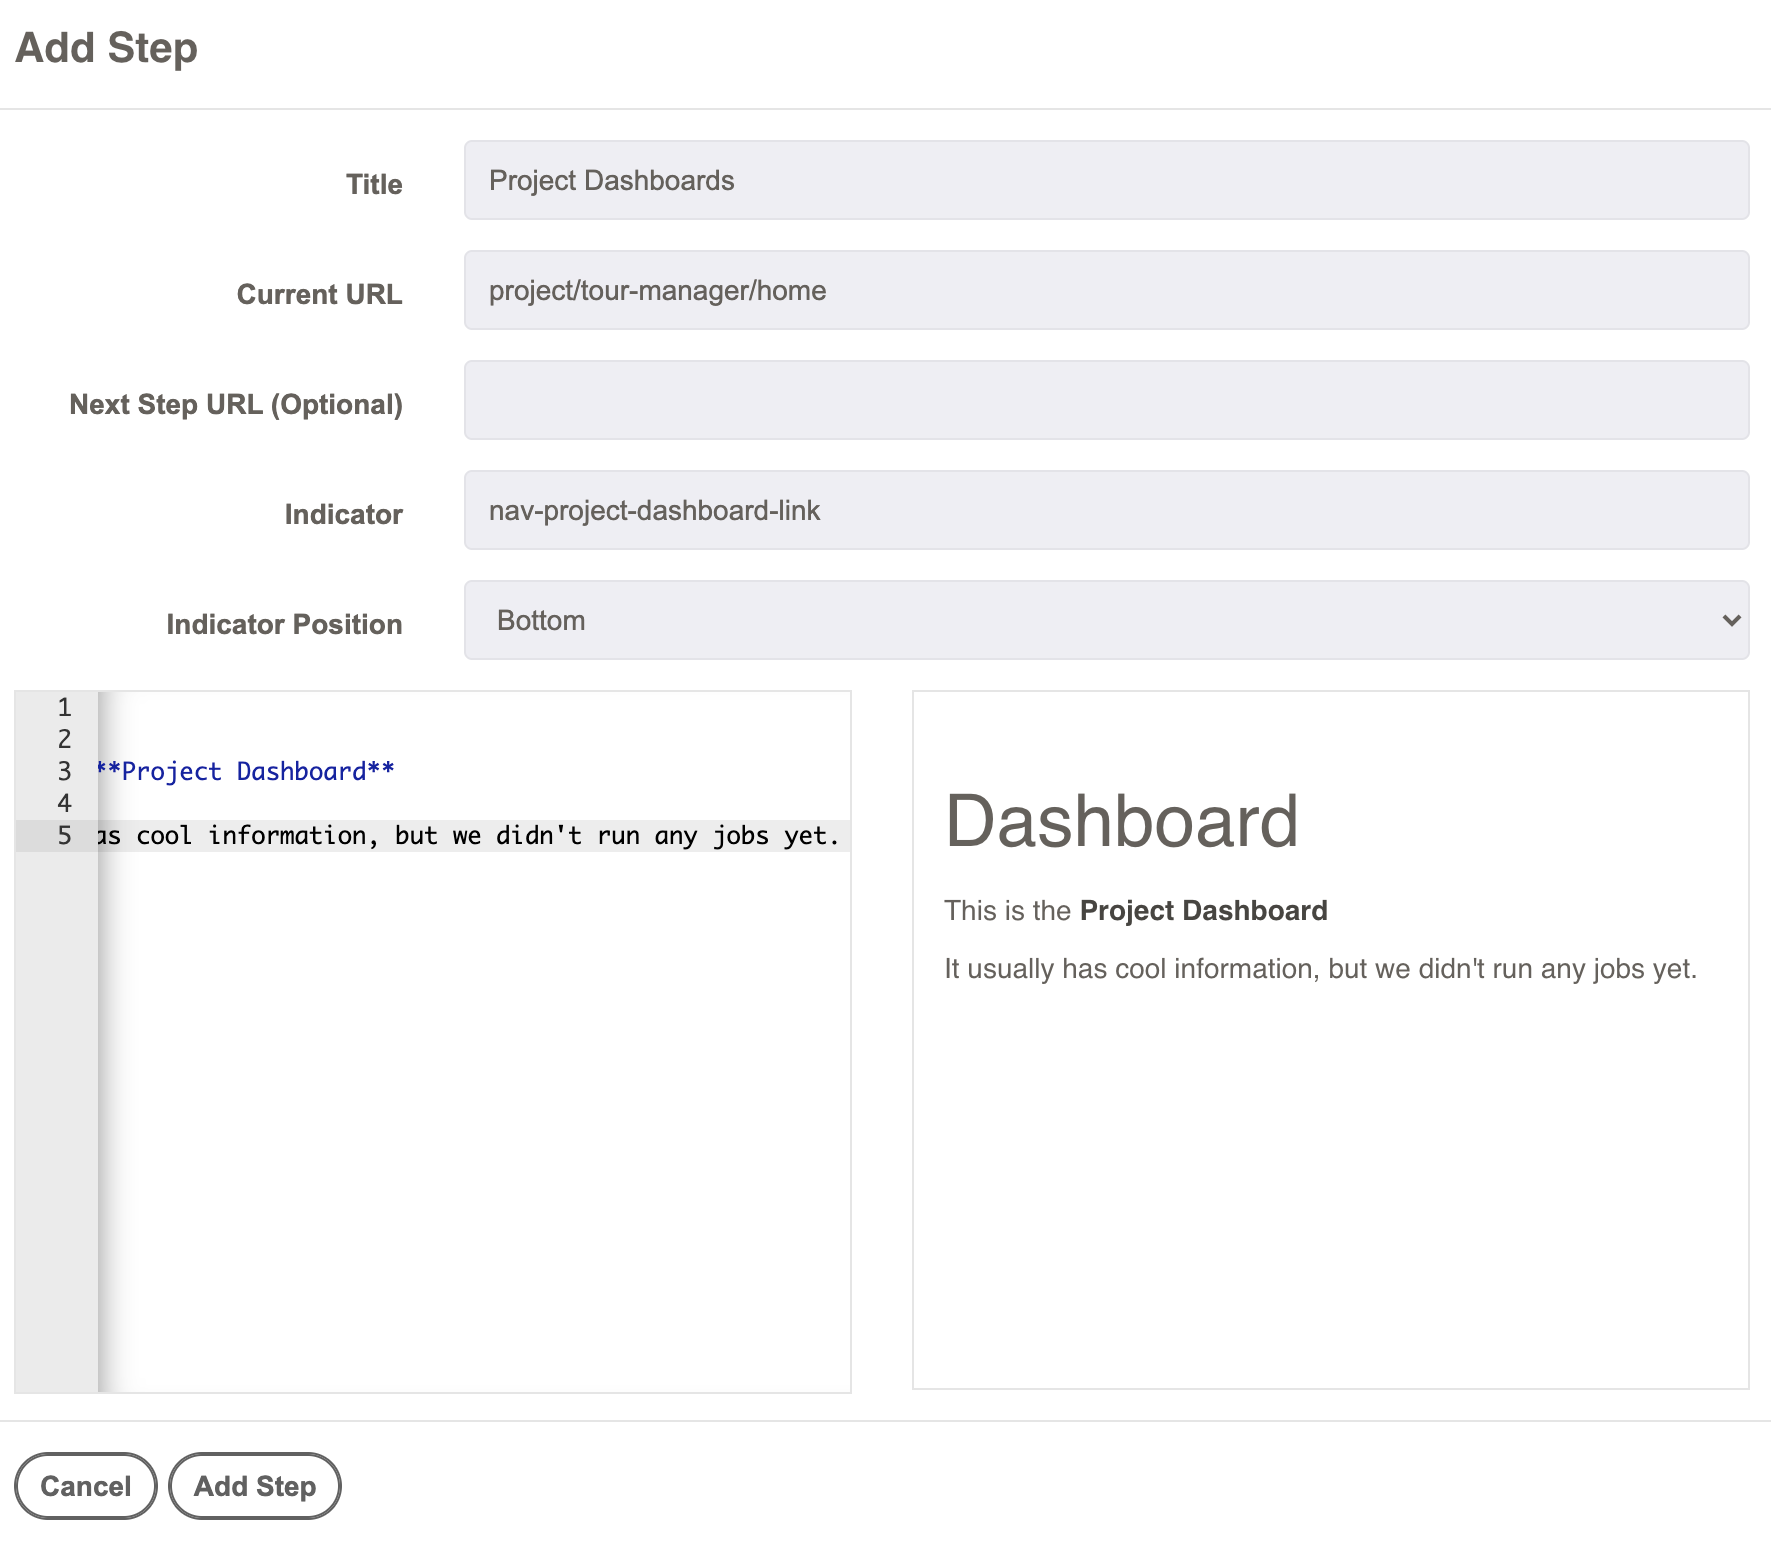 Add Step
Title
Project Dashboards
Current URL
project/tour-manager/home
Next Step URL (Optional)
Indicator
nav-project-dashboard-link
Indicator Position
Bottom
1
2
3 **Project Dashboard**
4
5 as cool information, but we didn't run any jobs yet.
Dashboard
This is the Project Dashboard
It usually has cool information, but we didn't run any jobs yet.
Cancel
Add Step